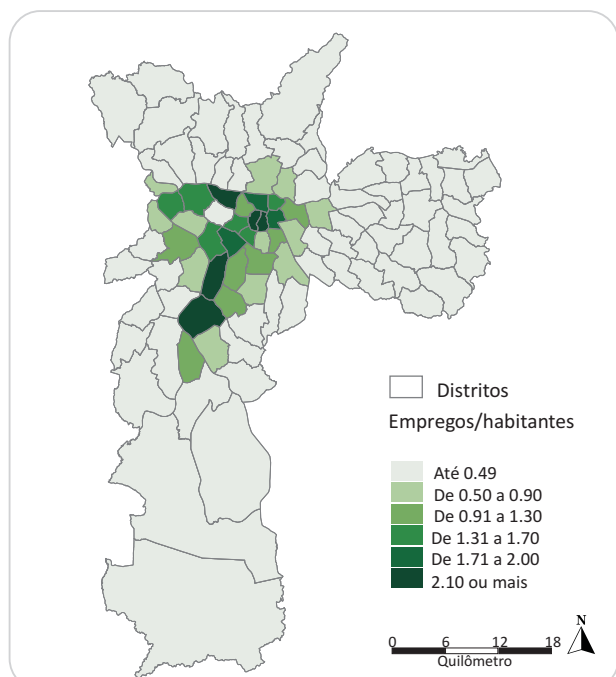 Distritos
Empregos/habitantes
Até 0.49
De 0.50 a 0.90
De 0.91 a 1.30
De 1.31 a 1.70
De 1.71 a 2.00
2.10 ou mais
N
0 6 12 18
Quilômetro